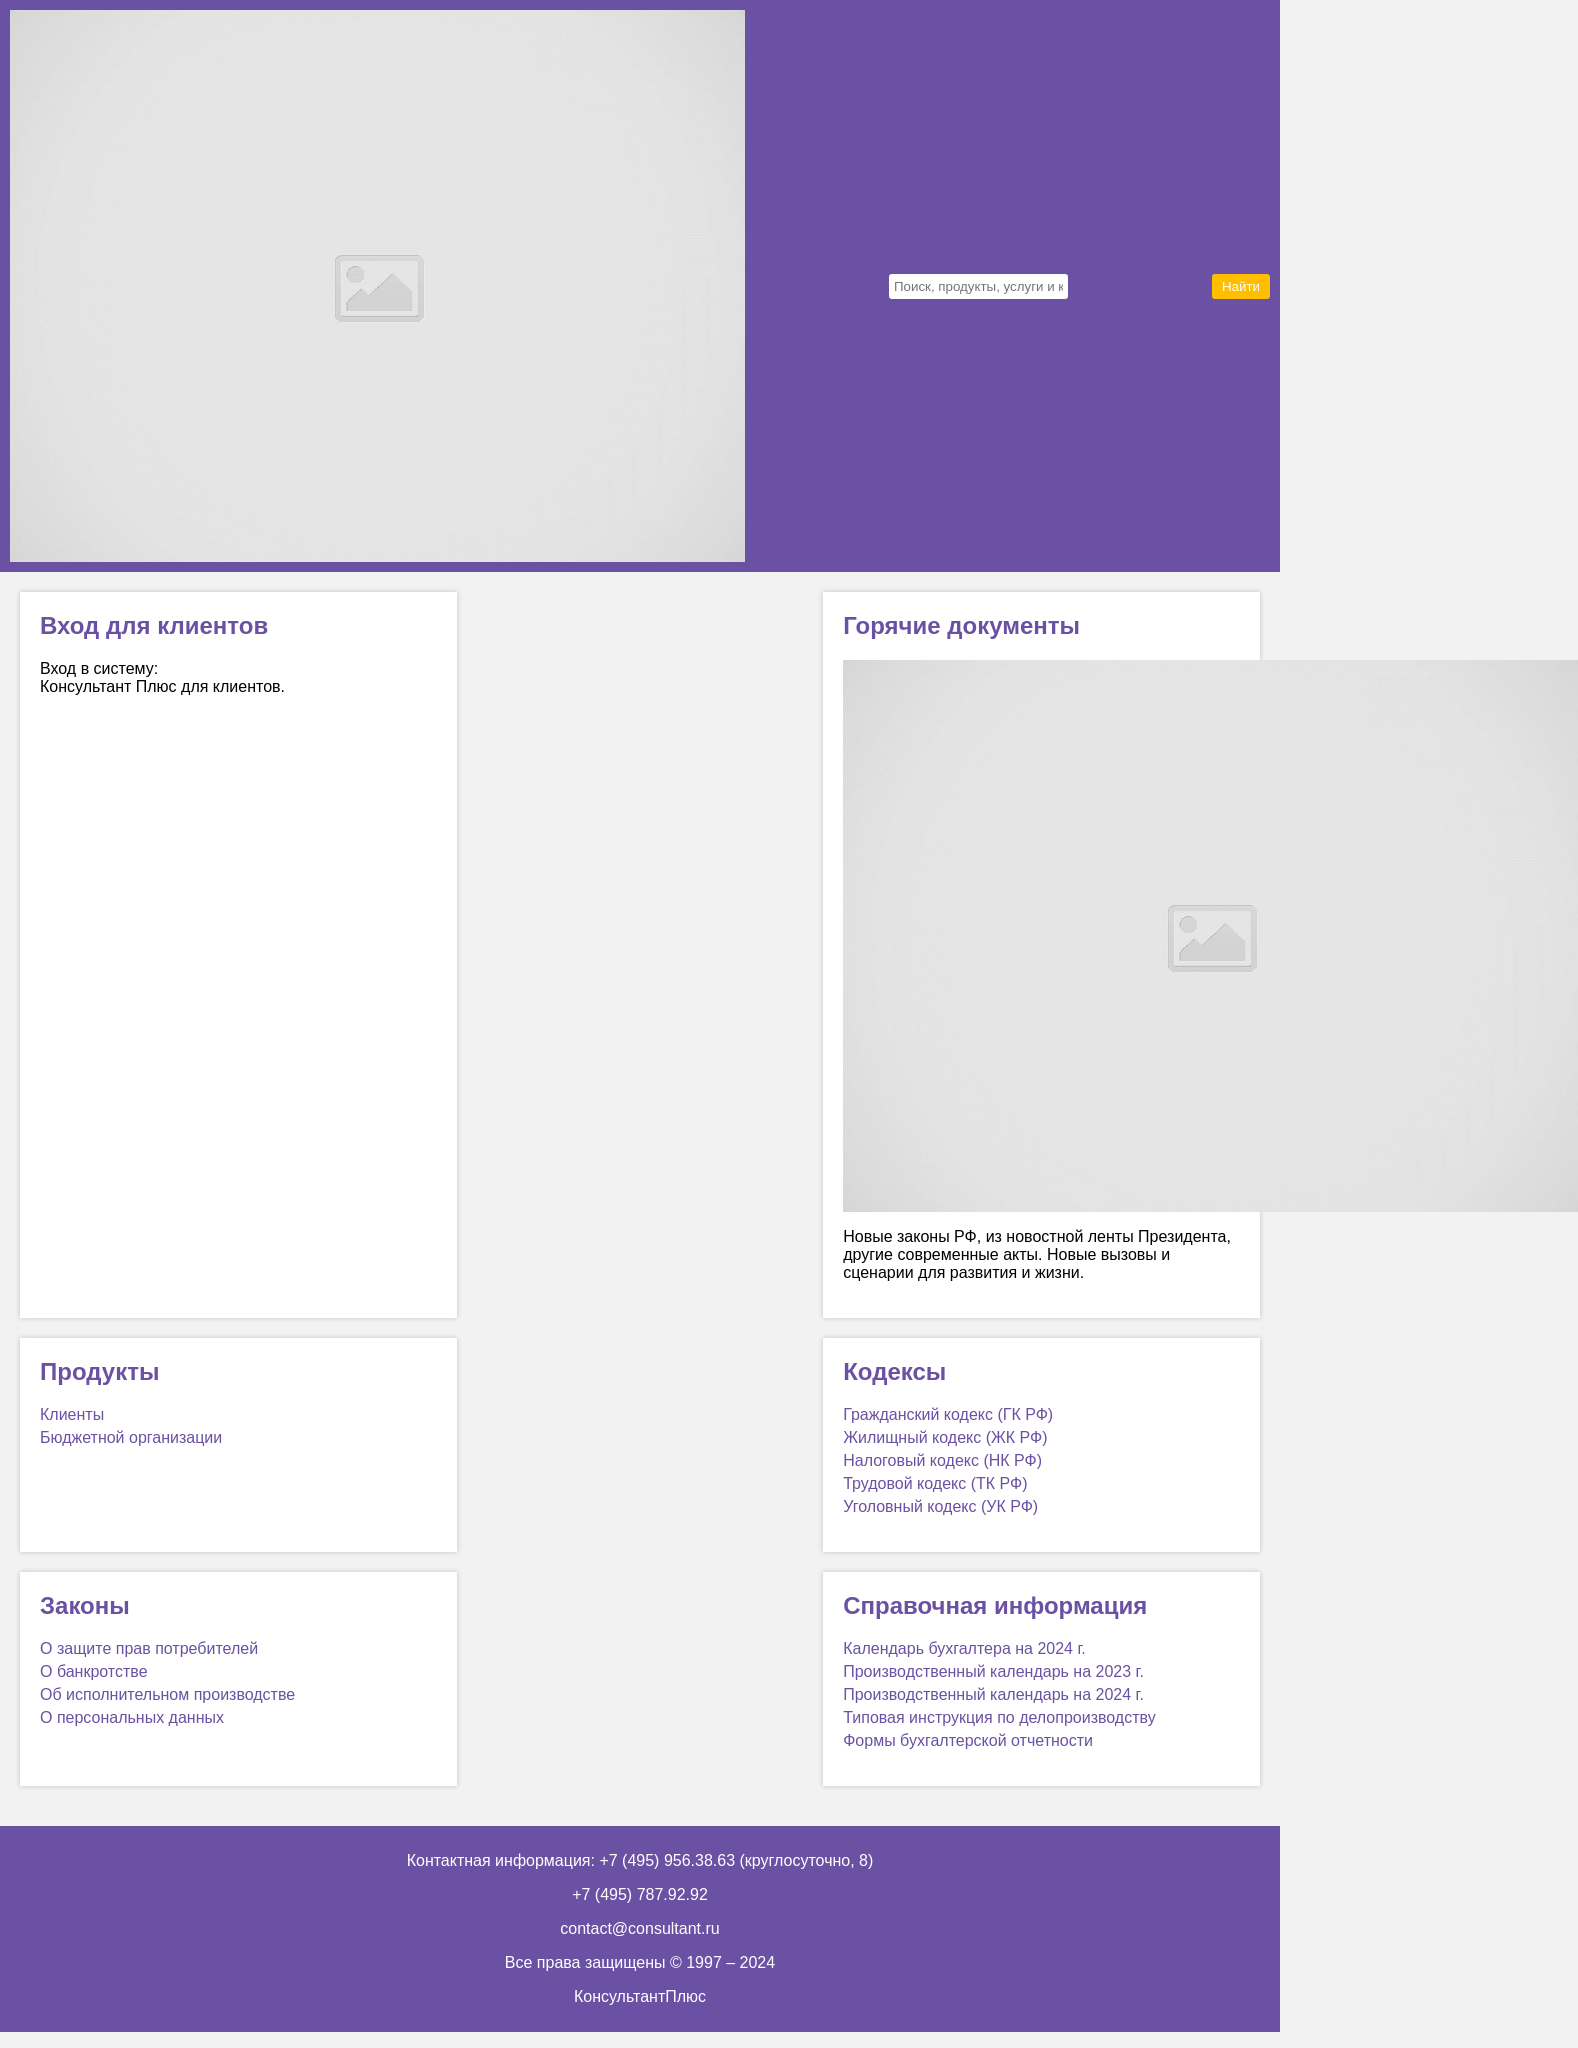 Поиск, продукты, услуги и к
Найти
Вход для клиентов
Вход в систему:
Консультант Плюс для клиентов.
Горячие документы
Новые законы РФ, из новостной ленты Президента,
другие современные акты. Новые вызовы и
сценарии для развития и жизни.
Продукты
Клиенты
Бюджетной организации
Кодексы
Гражданский кодекс (ГК РФ)
Жилищный кодекс (ЖК РФ)
Налоговый кодекс (НК РФ)
Трудовой кодекс (ТК РФ)
Уголовный кодекс (УК РФ)
Законы
О защите прав потребителей
О банкротстве
Об исполнительном производстве
О персональных данных
Справочная информация
Календарь бухгалтера на 2024 г.
Производственный календарь на 2023 г.
Производственный календарь на 2024 г.
Типовая инструкция по делопроизводству
Формы бухгалтерской отчетности
Контактная информация: +7 (495) 956.38.63 (круглосуточно, 8)
+7 (495) 787.92.92
contact@consultant.ru
Все права защищены © 1997 – 2024
КонсультантПлюс